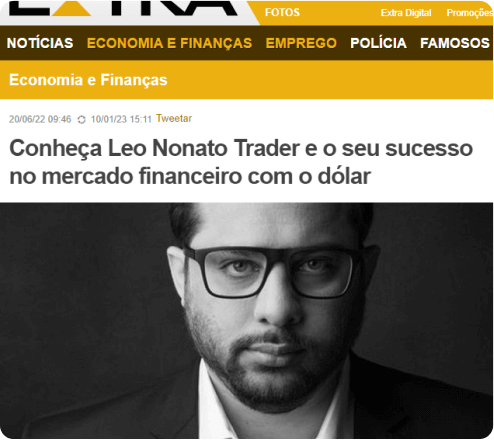 EXTRA
FOTOS
Extra Digital Promoções
NOTÍCIAS ECONOMIA E FINANÇAS EMPREGO POLÍCIA FAMOSOS
Economia e Finanças
20/06/22 09:46 10/01/23 15:11 Tweetar
Conheça Leo Nonato Trader e o seu sucesso
no mercado financeiro com o dólar